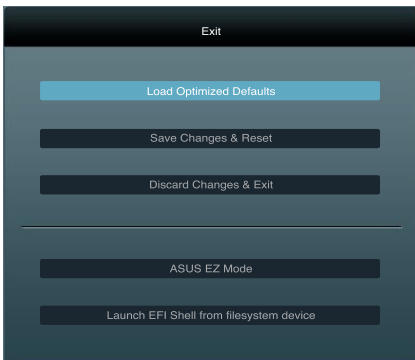 Exit
Load Optimized Defaults
Save Changes & Reset
Discard Changes & Exit
ASUS EZ Mode
Launch EFI Shell from filesystem device